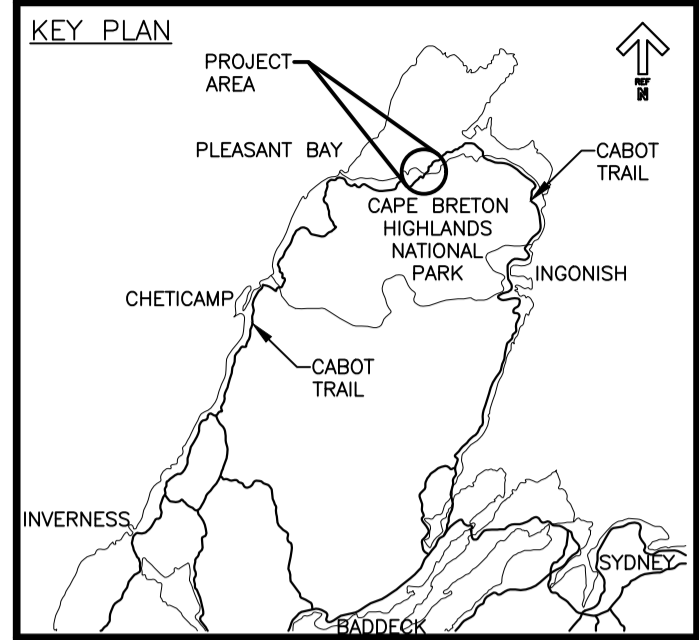 KEY PLAN
PROJECT
AREA
REF
N
PLEASANT BAY
CABOT
TRAIL
CAPE BRETON
HIGHLANDS
NATIONAL
PARK
INGONISH
CHETICAMP
CABOT
TRAIL
INVERNESS
SYDNEY
BADDECK